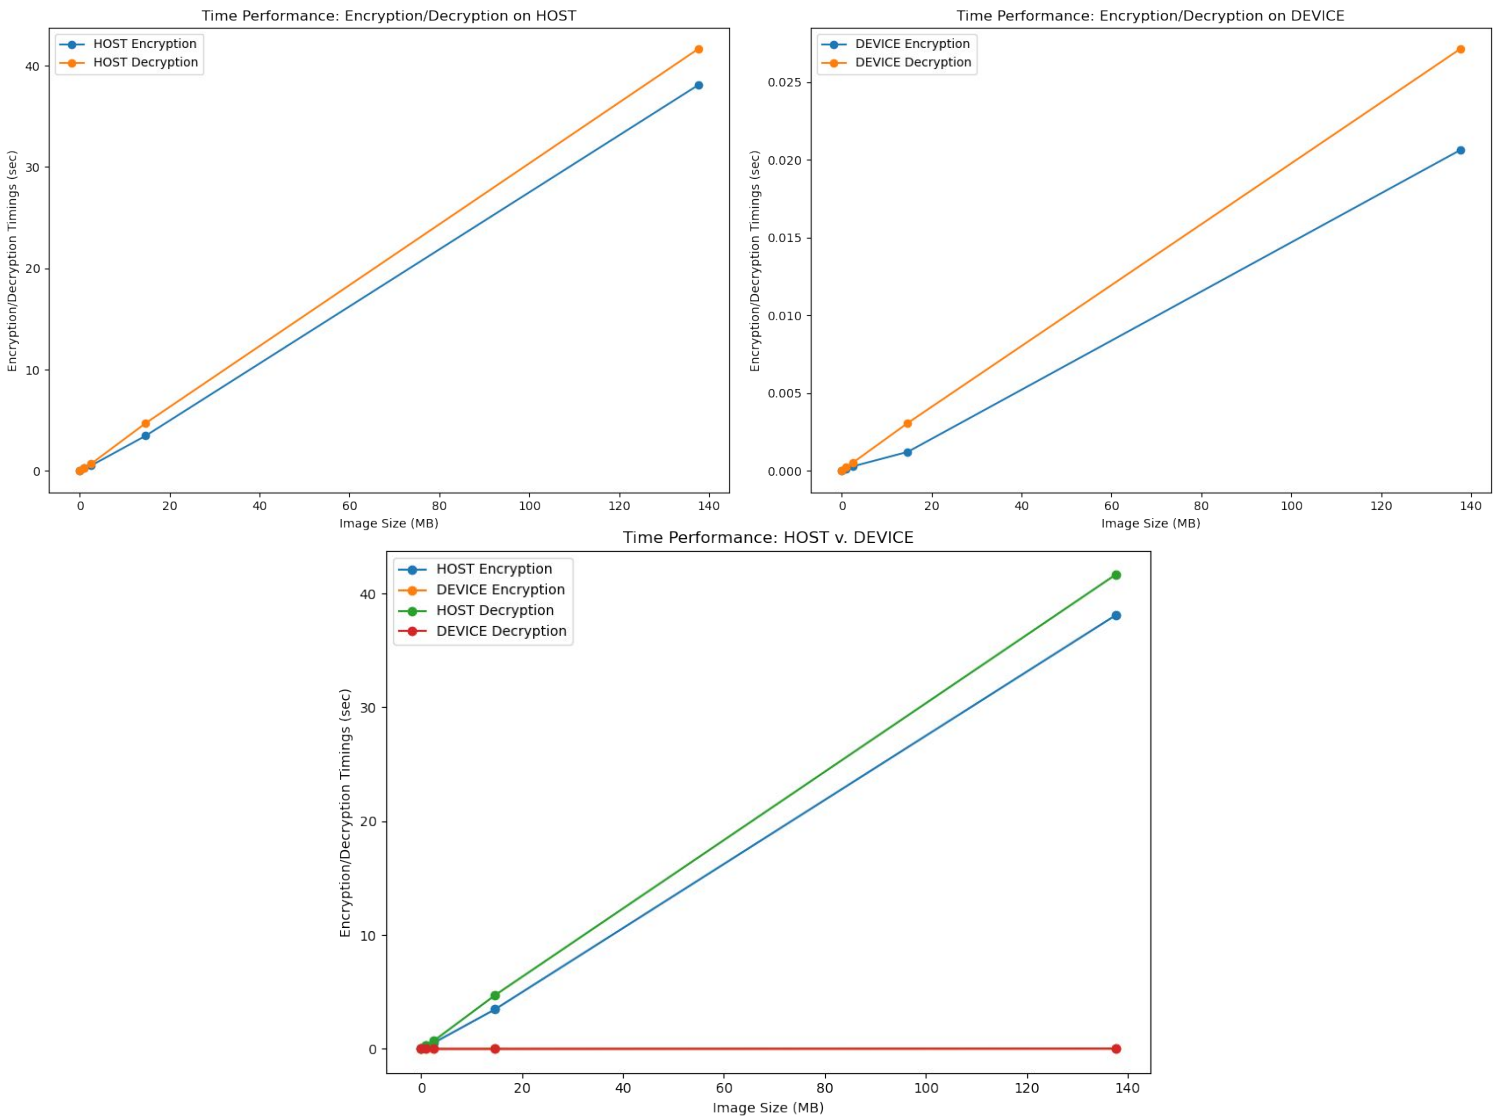 Time Performance: Encryption/Decryption on HOST
HOST Encryption
HOST Decryption
Encryption/Decryption Timings (sec)
40
30
20
10
0
0 20 40 60 80 100 120 140
Image Size (MB)
Time Performance: Encryption/Decryption on DEVICE
DEVICE Encryption
DEVICE Decryption
Encryption/Decryption Timings (sec)
0.025
0.020
0.015
0.010
0.005
0.000
0 20 40 60 80 100 120 140
Image Size (MB)
Time Performance: HOST v. DEVICE
HOST Encryption
DEVICE Encryption
HOST Decryption
DEVICE Decryption
Encryption/Decryption Timings (sec)
40
30
20
10
0
0 20 40 60 80 100 120 140
Image Size (MB)